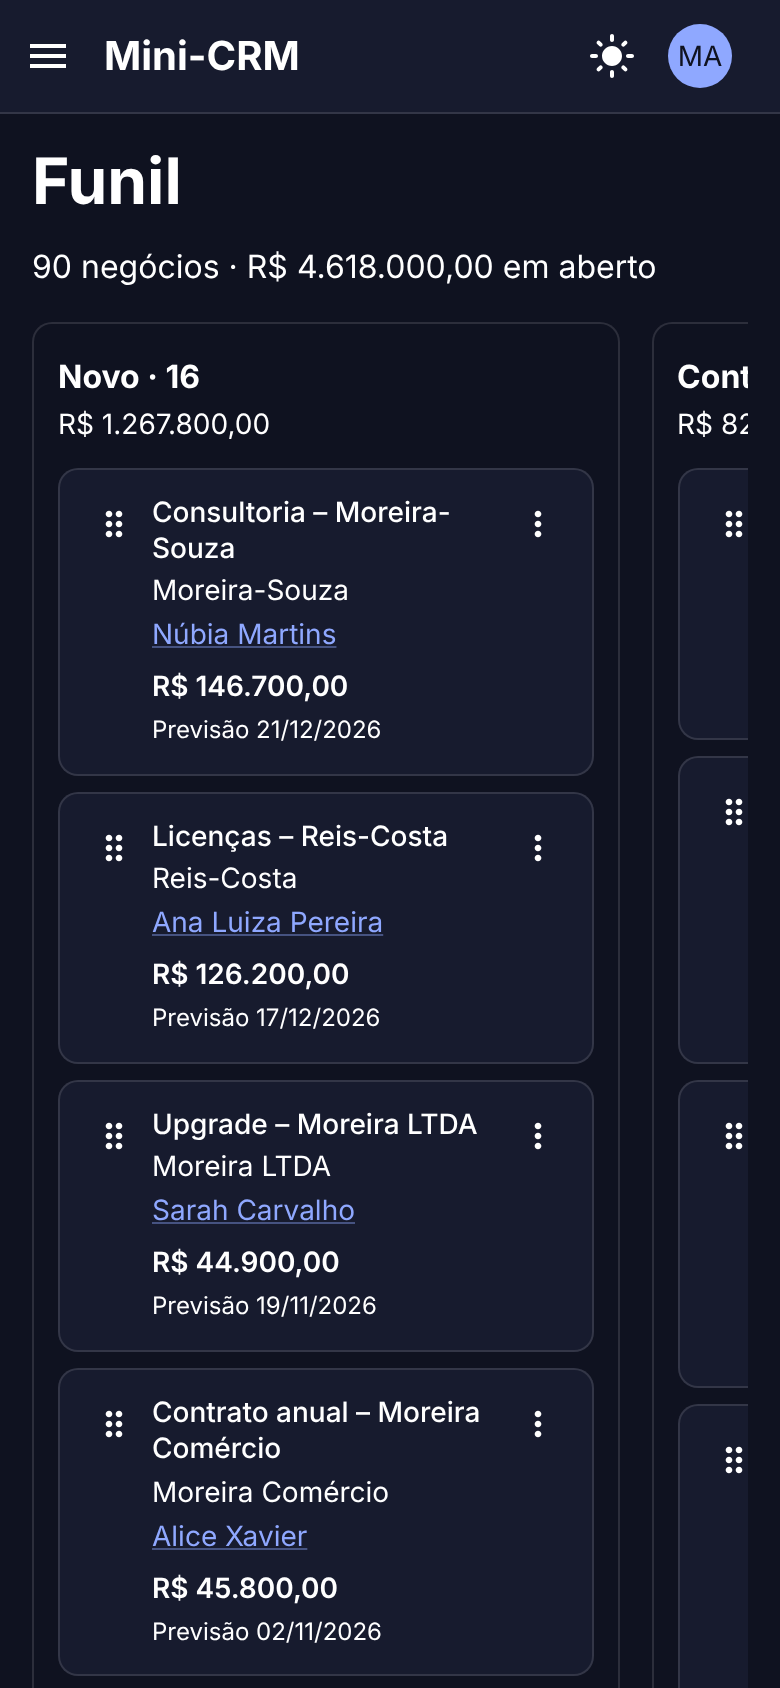 Mini-CRM
MA
Funil
90 negócios · R$ 4.618.000,00 em aberto
Novo · 16
R$ 1.267.800,00
Consultoria – Moreira-
Souza
Moreira-Souza
Núbia Martins
R$ 146.700,00
Previsão 21/12/2026
Licenças – Reis-Costa
Reis-Costa
Ana Luiza Pereira
R$ 126.200,00
Previsão 17/12/2026
Upgrade – Moreira LTDA
Moreira LTDA
Sarah Carvalho
R$ 44.900,00
Previsão 19/11/2026
Contrato anual – Moreira
Comércio
Moreira Comércio
Alice Xavier
R$ 45.800,00
Previsão 02/11/2026
Cont
R$ 82